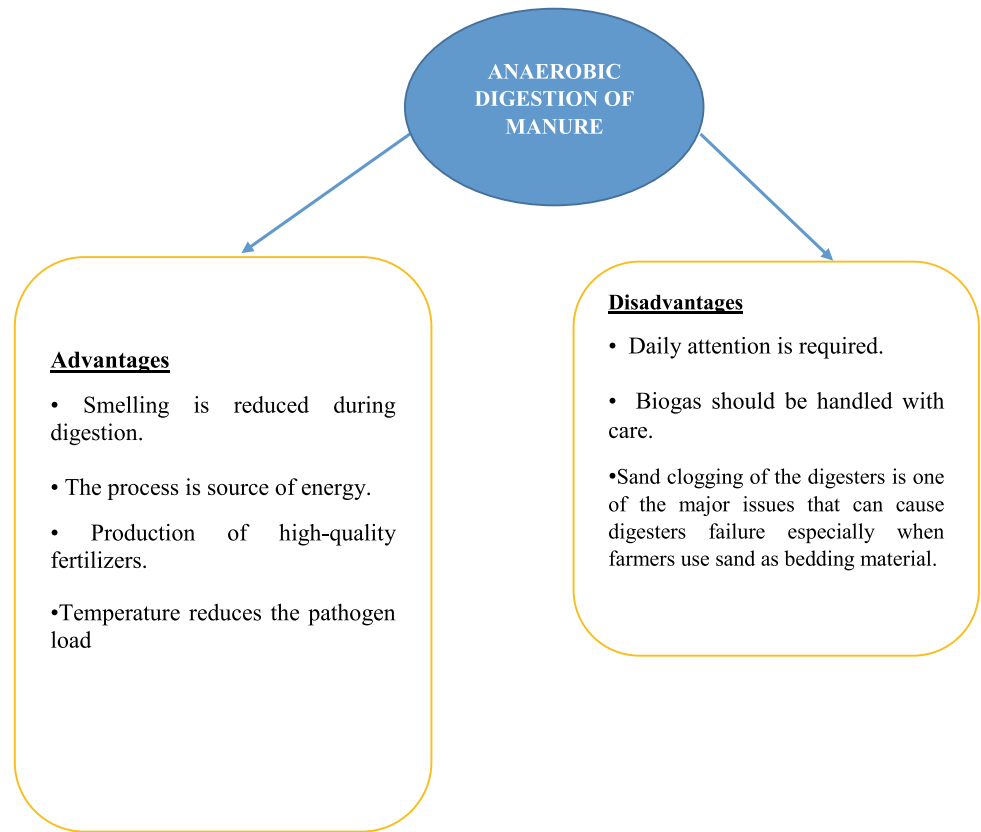 ANAEROBIC
DIGESTION OF
MANURE
Advantages
• Smelling is reduced during
digestion.
• The process is source of energy.
• Production of high-quality
fertilizers.
•Temperature reduces the pathogen
load
Disadvantages
• Daily attention is required.
• Biogas should be handled with
care.
•Sand clogging of the digesters is one
of the major issues that can cause
digesters failure especially when
farmers use sand as bedding material.